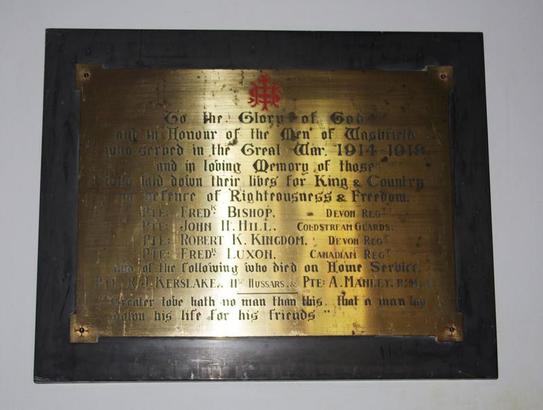 IHS
To the Glory of God
and in Honour of the Men of Washfield
who served in the Great War. 1914-1918.
and in loving Memory of those
who laid down their lives for King & Country
in defence of Righteousness & Freedom.
PTE: FREDK BISHOP. DEVON REGT
PTE: JOHN H. HILL. COLDSTREAM GUARDS.
PTE: ROBERT K. KINGDOM. DEVON REGT
PTE: FREDK LUXON. CANADIAN REGT
and of the following who died on Home Service.
PTE KERSLAKE. 11TH HUSSARS. & PTE: A. MANLEY.
"Greater love hath no man than this. that a man lay
down his life for his friends"